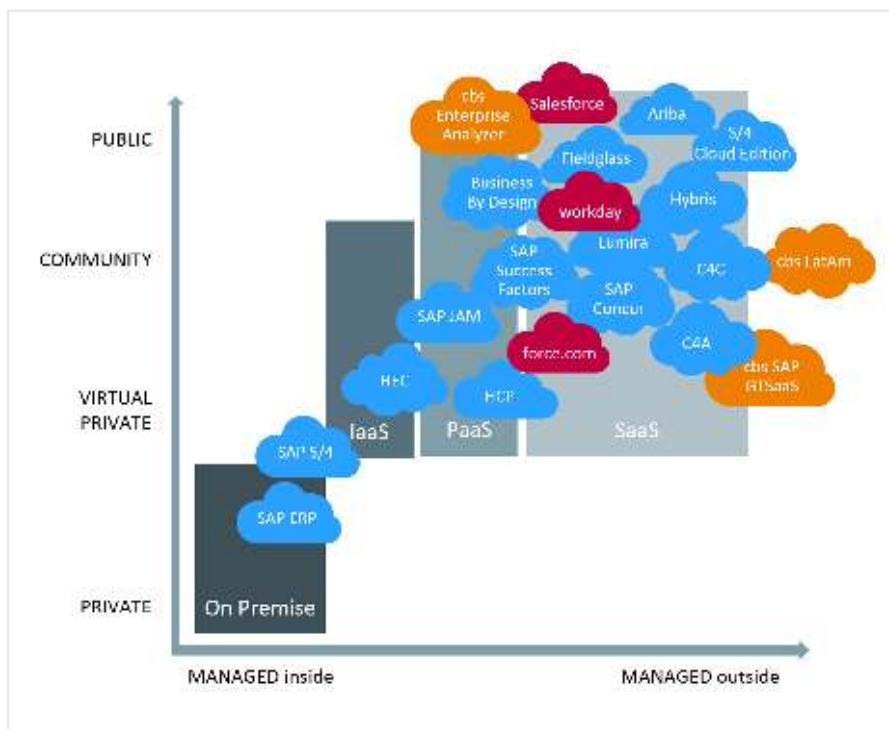 PUBLIC
COMMUNITY
VIRTUAL
PRIVATE
PRIVATE
cbs
Enterprise
Analyzer
Salesforce
Ariba
S/4
Cloud Edition
Fieldglass
Business
By Design
workday
Hybris
Lumira
SAP
Success
Factors
C4C
cbs LatAm
SAP
Concur
SAP JAM
force.com
C4A
cbs SAP
HEC
HCP
IaaS
PaaS
SaaS
SAP S/4
SAP ERP
On Premise
MANAGED inside
MANAGED outside